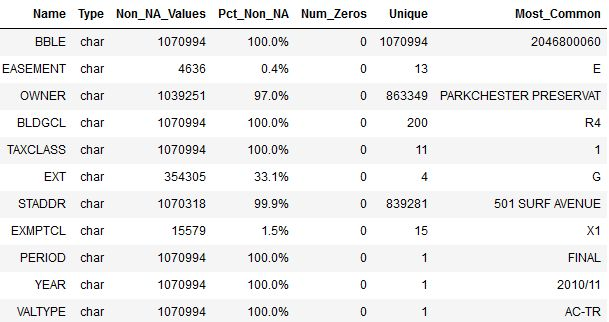 Name Type Non_NA_Values Pct_Non_NA Num_Zeros Unique Most_Common
BBLE char 1070994 100.0% 0 1070994 2046800060
EASEMENT char 4636 0.4% 0 13 E
OWNER char 1039251 97.0% 0 863349 PARKCHESTER PRESERVAT
BLDGCL char 1070994 100.0% 0 200 R4
TAXCLASS char 1070994 100.0% 0 11 1
EXT char 354305 33.1% 0 4 G
STADDR char 1070318 99.9% 0 839281 501 SURF AVENUE
EXMPTCL char 15579 1.5% 0 15 X1
PERIOD char 1070994 100.0% 0 1 FINAL
YEAR char 1070994 100.0% 0 1 2010/11
VALTYPE char 1070994 100.0% 0 1 AC-TR